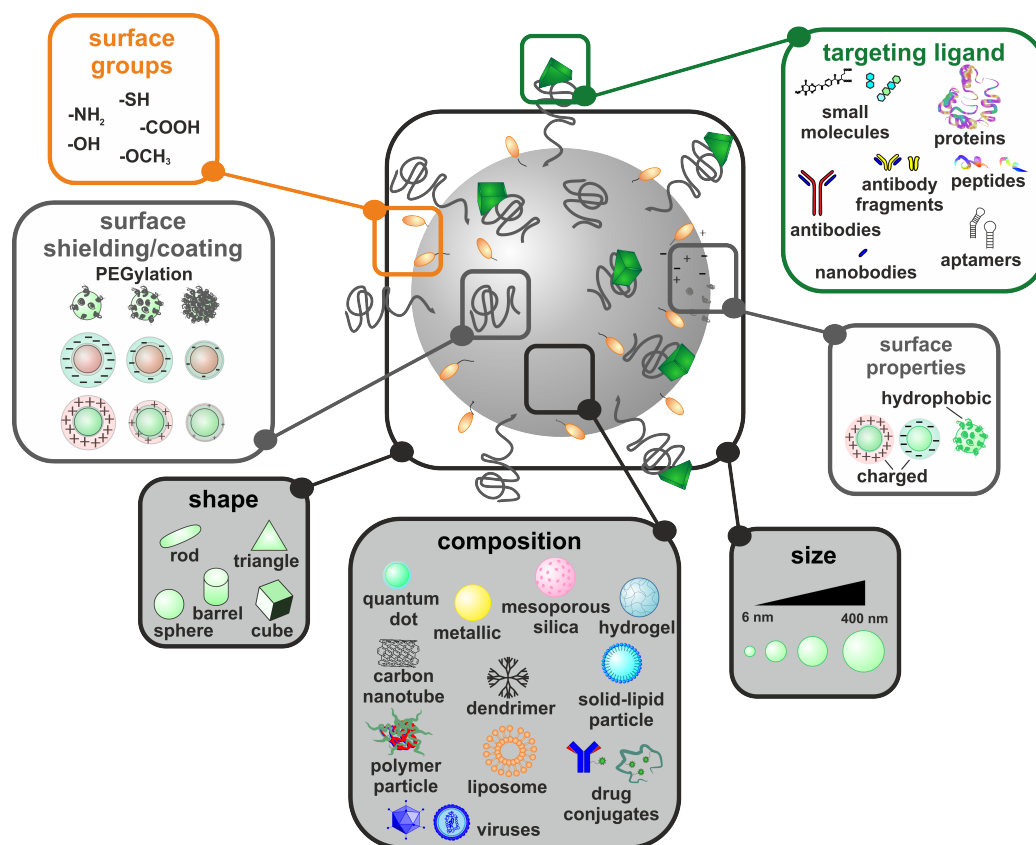 surface
groups
-SH
-NH₂
-COOH
-OH
-OCH₃
targeting ligand
small
molecules
proteins
antibodies
antibody
fragments
peptides
nanobodies
aptamers
surface
shielding/coating
PEGylation
surface
properties
hydrophobic
charged
shape
rod
triangle
barrel
sphere
cube
composition
quantum
dot
metallic
mesoporous
silica
hydrogel
carbon
nanotube
dendrimer
solid-lipid
particle
polymer
particle
liposome
drug
conjugates
viruses
size
6 nm
400 nm